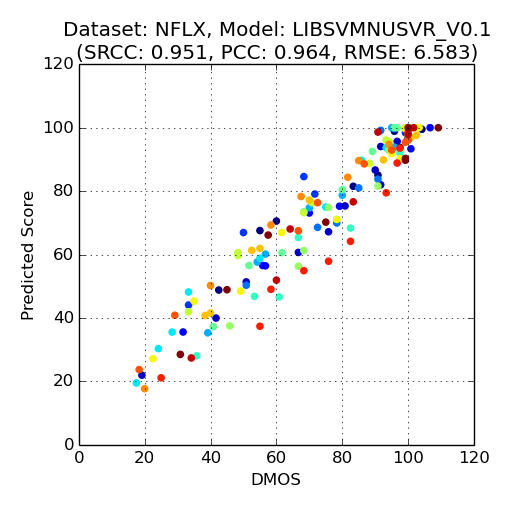 Dataset: NFLX, Model: LIBSVMNUSVR_V0.1
(SRCC: 0.951, PCC: 0.964, RMSE: 6.583)
120
100
80
60
40
20
0
Predicted Score
0 20 40 60 80 100 120
DMOS